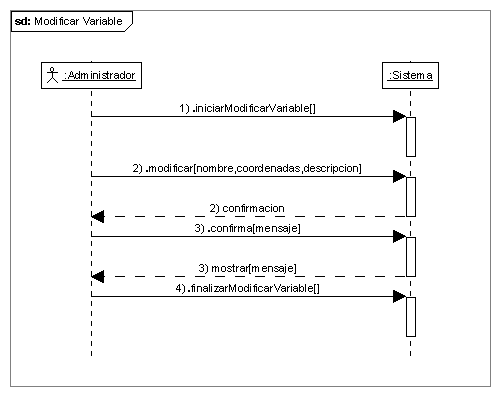 sd: Modificar Variable
:Administrador
:Sistema
1) .iniciarModificarVariable[]
2) .modificar[nombre,coordenadas,descripcion]
2) confirmacion
3) .confirma[mensaje]
3) mostrar[mensaje]
4).finalizarModificarVariable[]